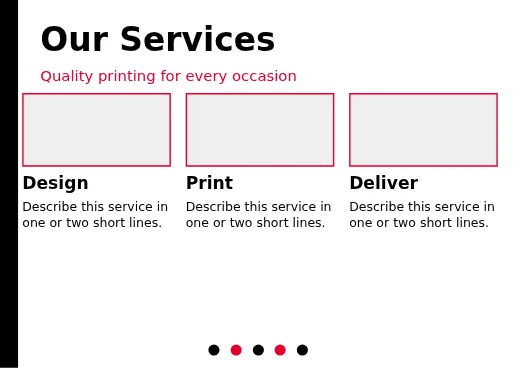 Our Services
Quality printing for every occasion
Design
Describe this service in
one or two short lines.
Print
Describe this service in
one or two short lines.
Deliver
Describe this service in
one or two short lines.